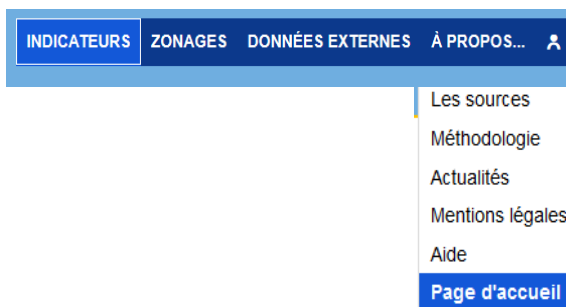 INDICATEURS ZONAGES DONNÉES EXTERNES À PROPOS...
Les sources
Méthodologie
Actualités
Mentions légales
Aide
Page d'accueil